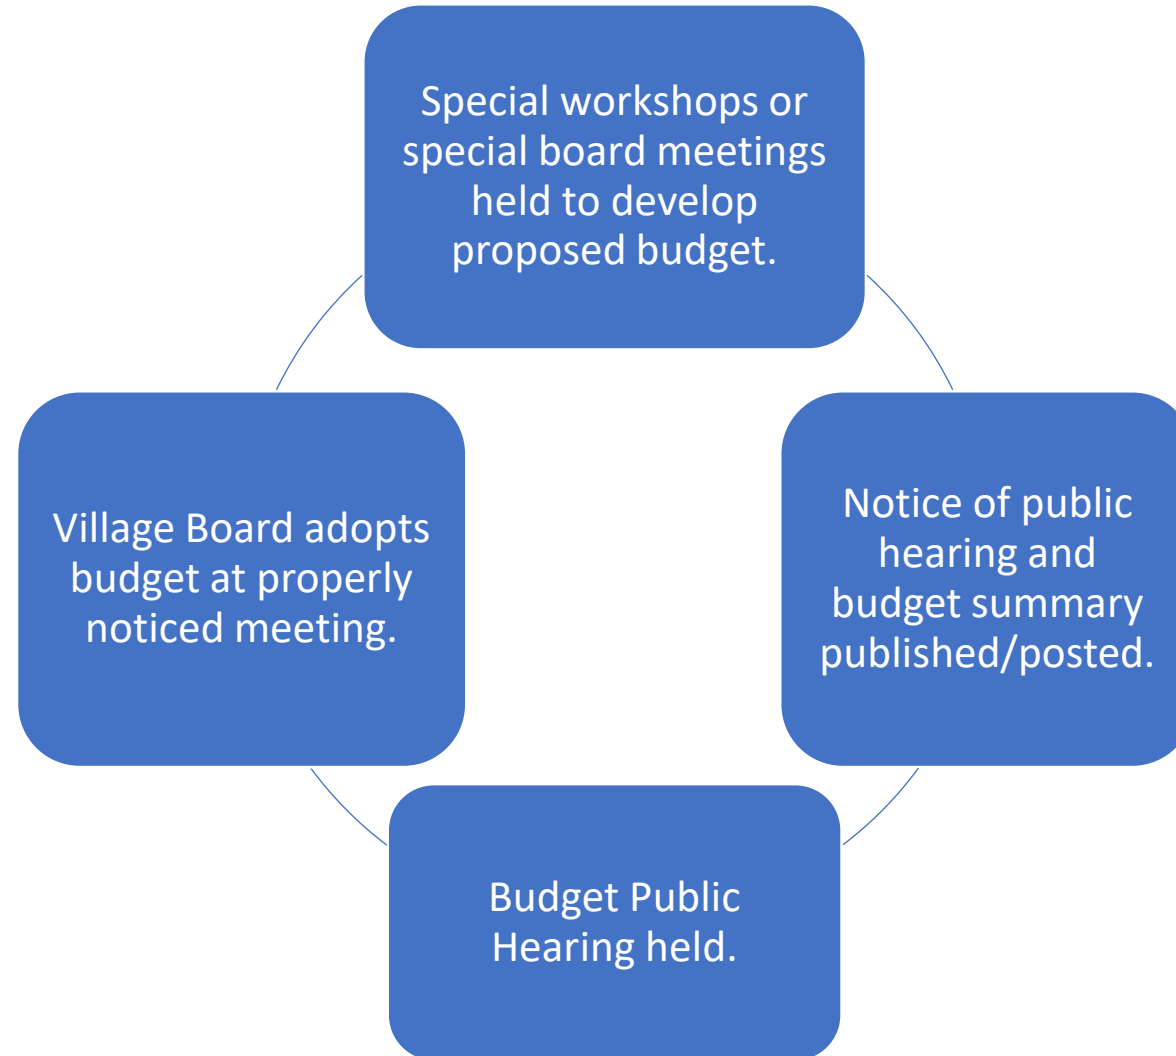 Special workshops or
special board meetings
held to develop
proposed budget.
Notice of public
hearing and
budget summary
published/posted.
Budget Public
Hearing held.
Village Board adopts
budget at properly
noticed meeting.